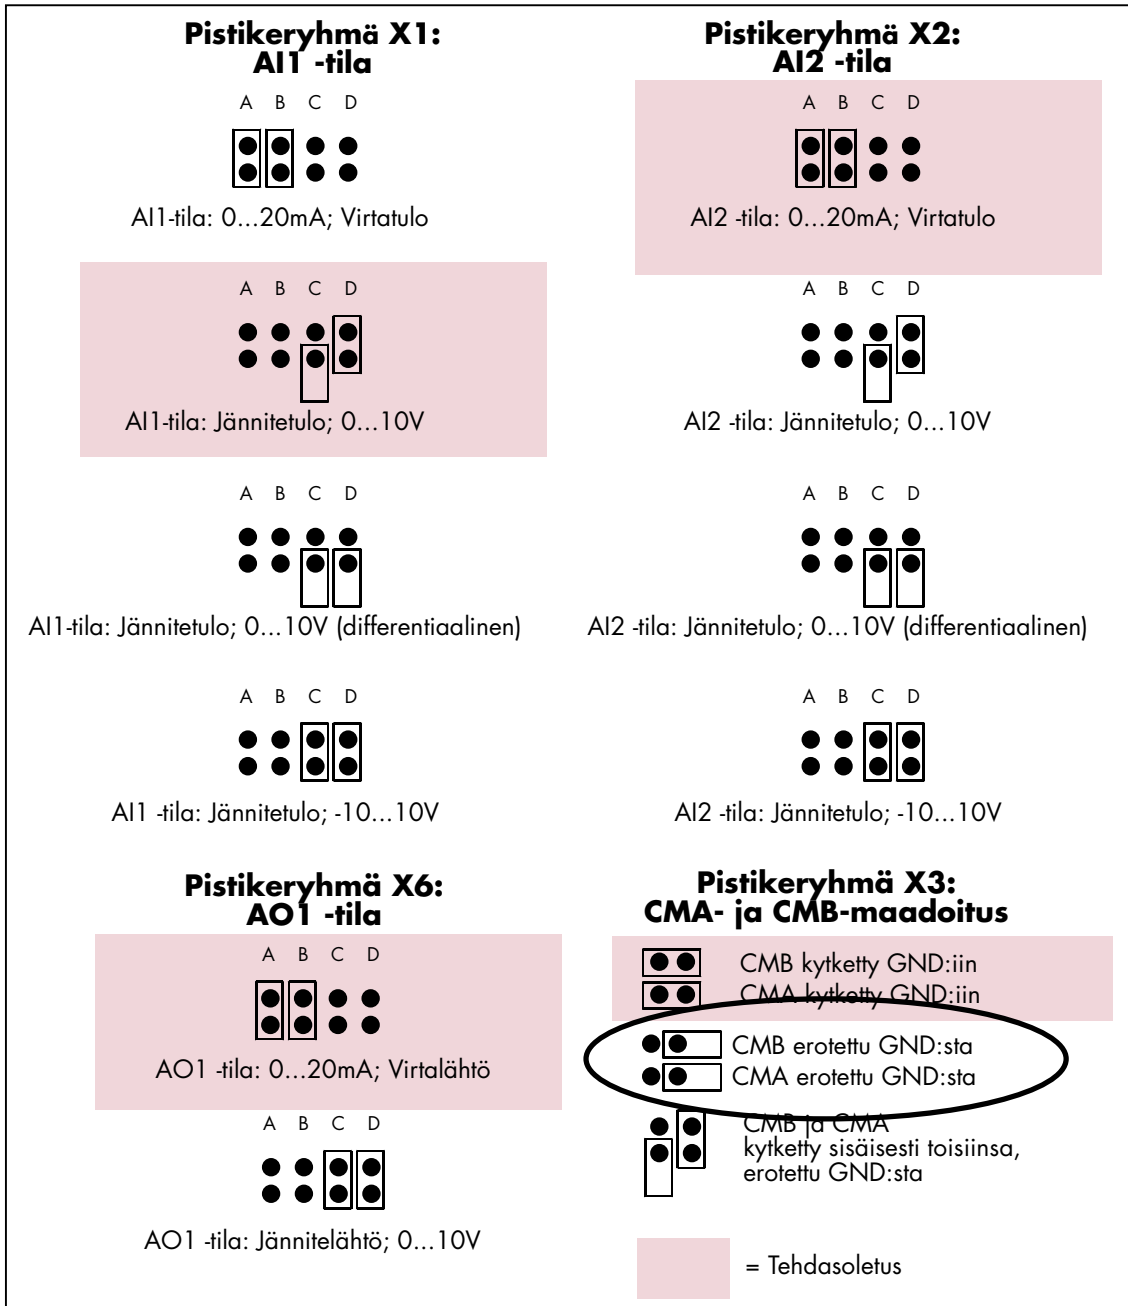 Pistikeryhmä X1:
AI1 -tila
A B C D
AI1-tila: 0...20mA; Virtatulo
A B C D
AI1-tila: Jännitetulo; 0...10V
A B C D
AI1-tila: Jännitetulo; 0...10V (differentiaalinen)
A B C D
AI1 -tila: Jännitetulo; -10...10V
Pistikeryhmä X2:
AI2 -tila
A B C D
AI2 -tila: 0...20mA; Virtatulo
A B C D
AI2 -tila: Jännitetulo; 0...10V
A B C D
AI2 -tila: Jännitetulo; 0...10V (differentiaalinen)
A B C D
AI2 -tila: Jännitetulo; -10...10V
Pistikeryhmä X6:
AO1 -tila
A B C D
AO1 -tila: 0...20mA; Virtalähtö
A B C D
AO1 -tila: Jännitelähtö; 0...10V
Pistikeryhmä X3:
CMA- ja CMB-maadoitus
CMB kytketty GND:iin
CMA kytketty GND:iin
CMB erotettu GND:sta
CMA erotettu GND:sta
CMB ja CMA
kytketty sisäisesti toisiinsa,
erotettu GND:sta
= Tehdasoletus